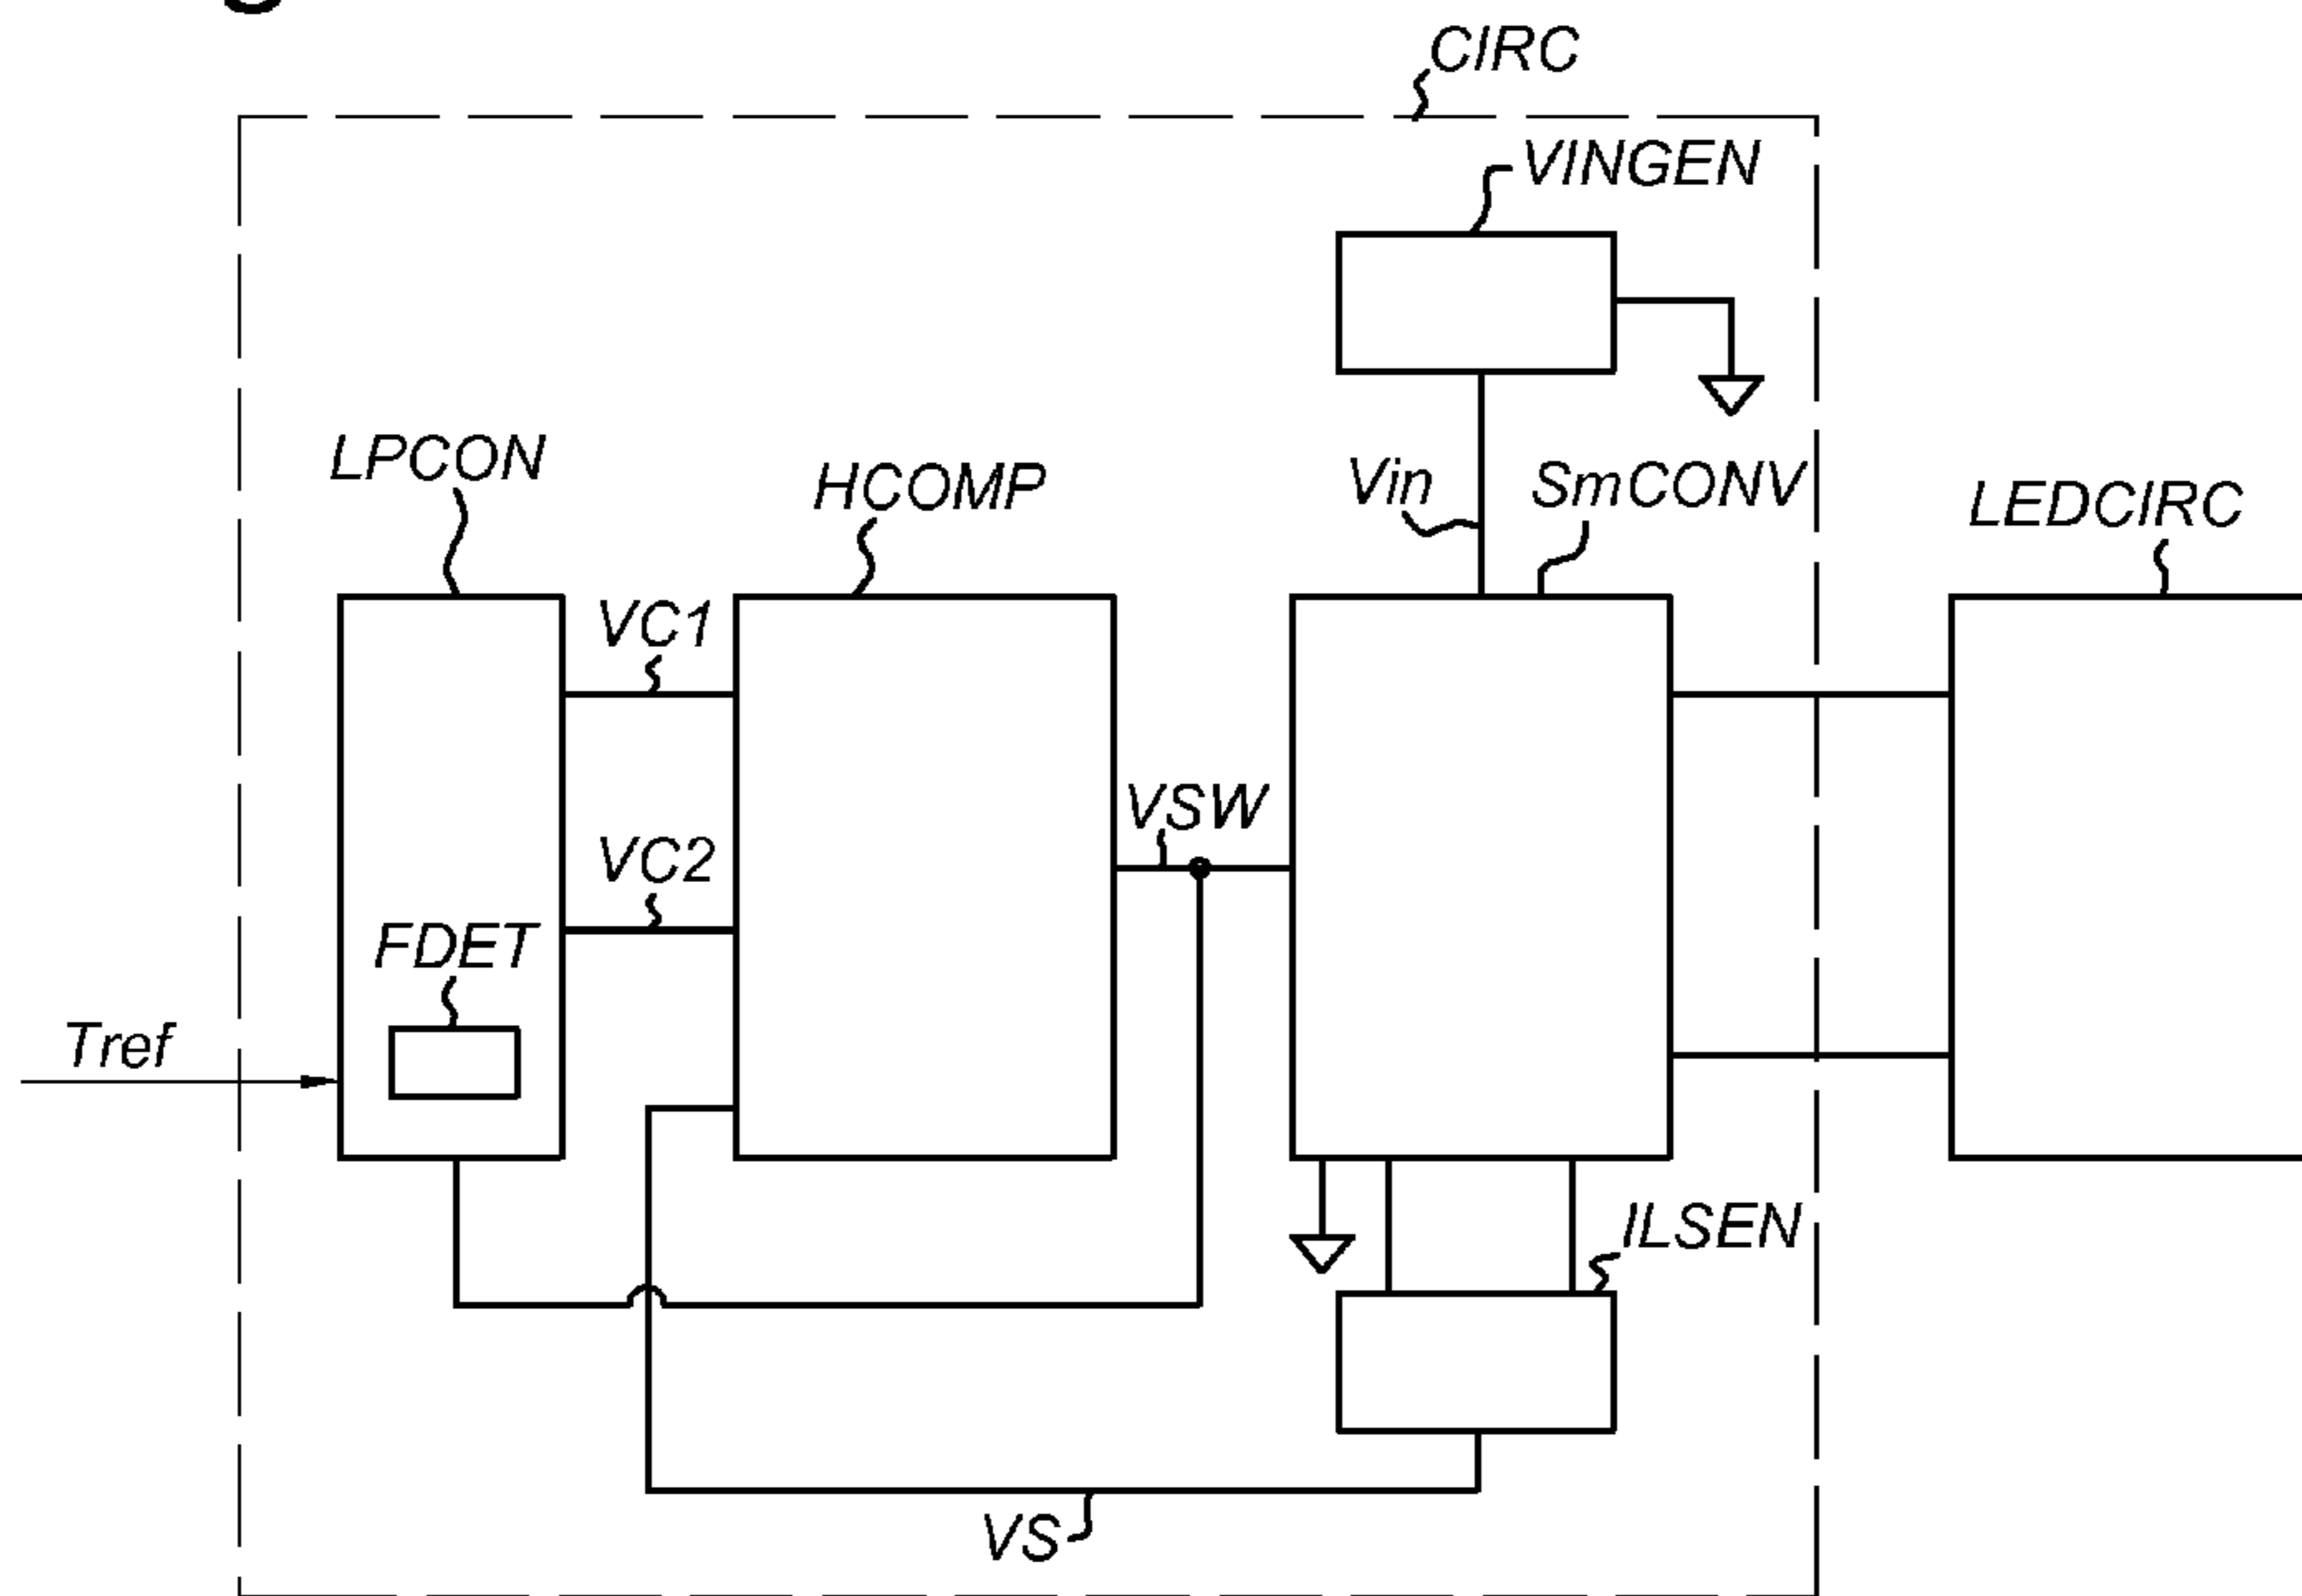 CIRC
VINGEN
LPCON
HCOMP
Vin
SmCONV
LEDCIRC
VC1
VSW
VC2
FDET
Tref
ILSEN
VS